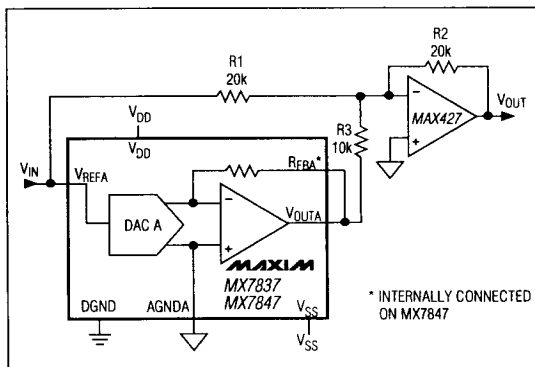 R1
20k
R2
20k
VDD
VDD
R3
10k
MAX427
−
+
VOUT
VIN
VREFA
RFBA*
DAC A
−
+
VOUTA
MAXIM
MX7837
MX7847
DGND
AGNDA
VSS
VSS
* INTERNALLY CONNECTED
ON MX7847